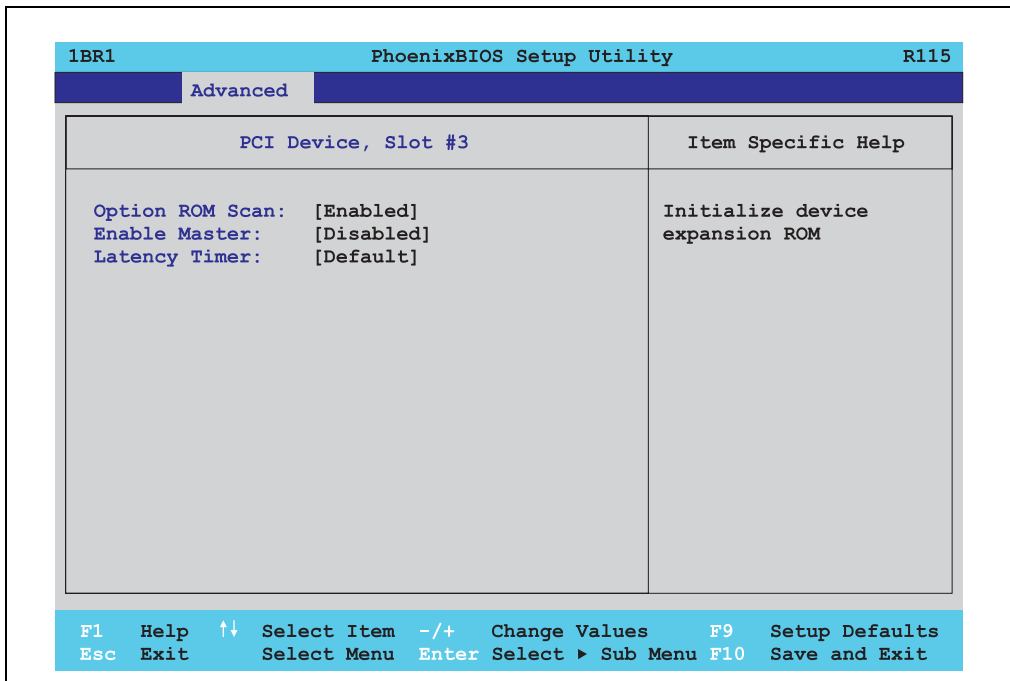 1BR1 PhoenixBIOS Setup Utility R115
Advanced
PCI Device, Slot #3
Item Specific Help
Option ROM Scan: [Enabled]
Enable Master: [Disabled]
Latency Timer: [Default]
Initialize device
expansion ROM
F1 Help ↑↓ Select Item -/+ Change Values F9 Setup Defaults
Esc Exit Select Menu Enter Select ▶ Sub Menu F10 Save and Exit